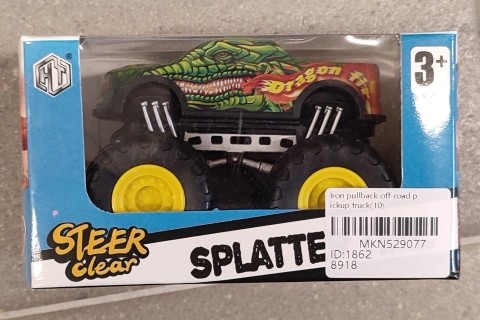 3+
Dragon
STEER
clear
SPLATTE
Iron pullback off-road p
ickup truck(10)
MKN529077
ID:1862
8918